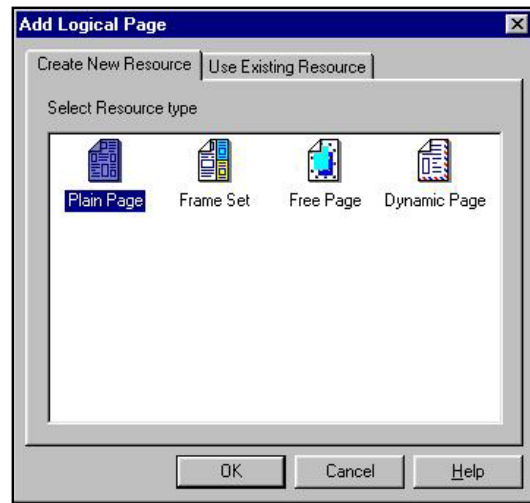 Add Logical Page
Create New Resource Use Existing Resource
Select Resource type
Plain Page Frame Set Free Page Dynamic Page
OK Cancel Help